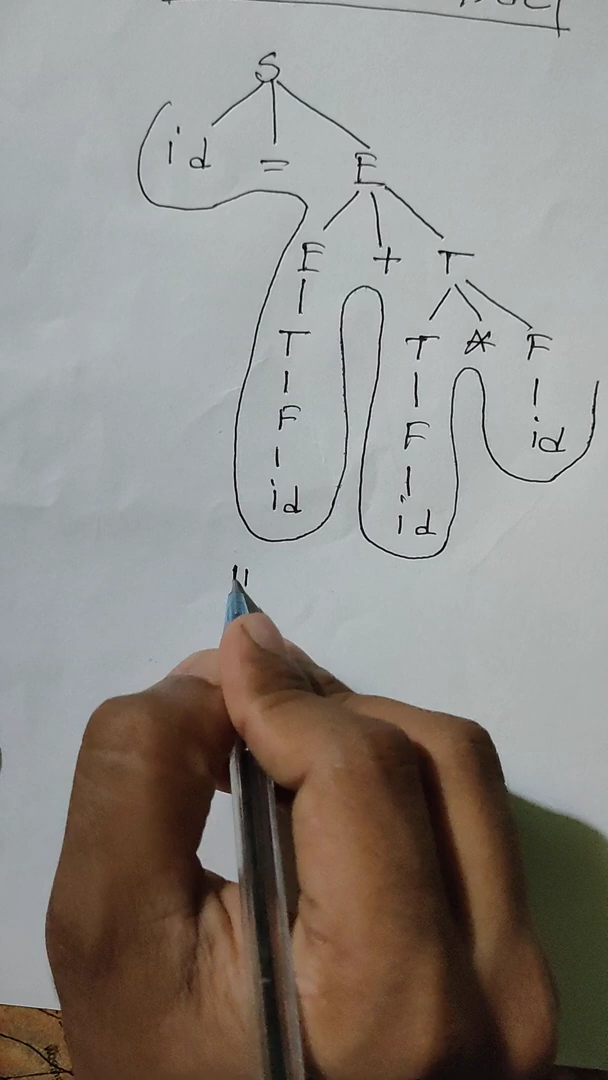 S
id = E
E + T
T T * F
F F id
id id
"